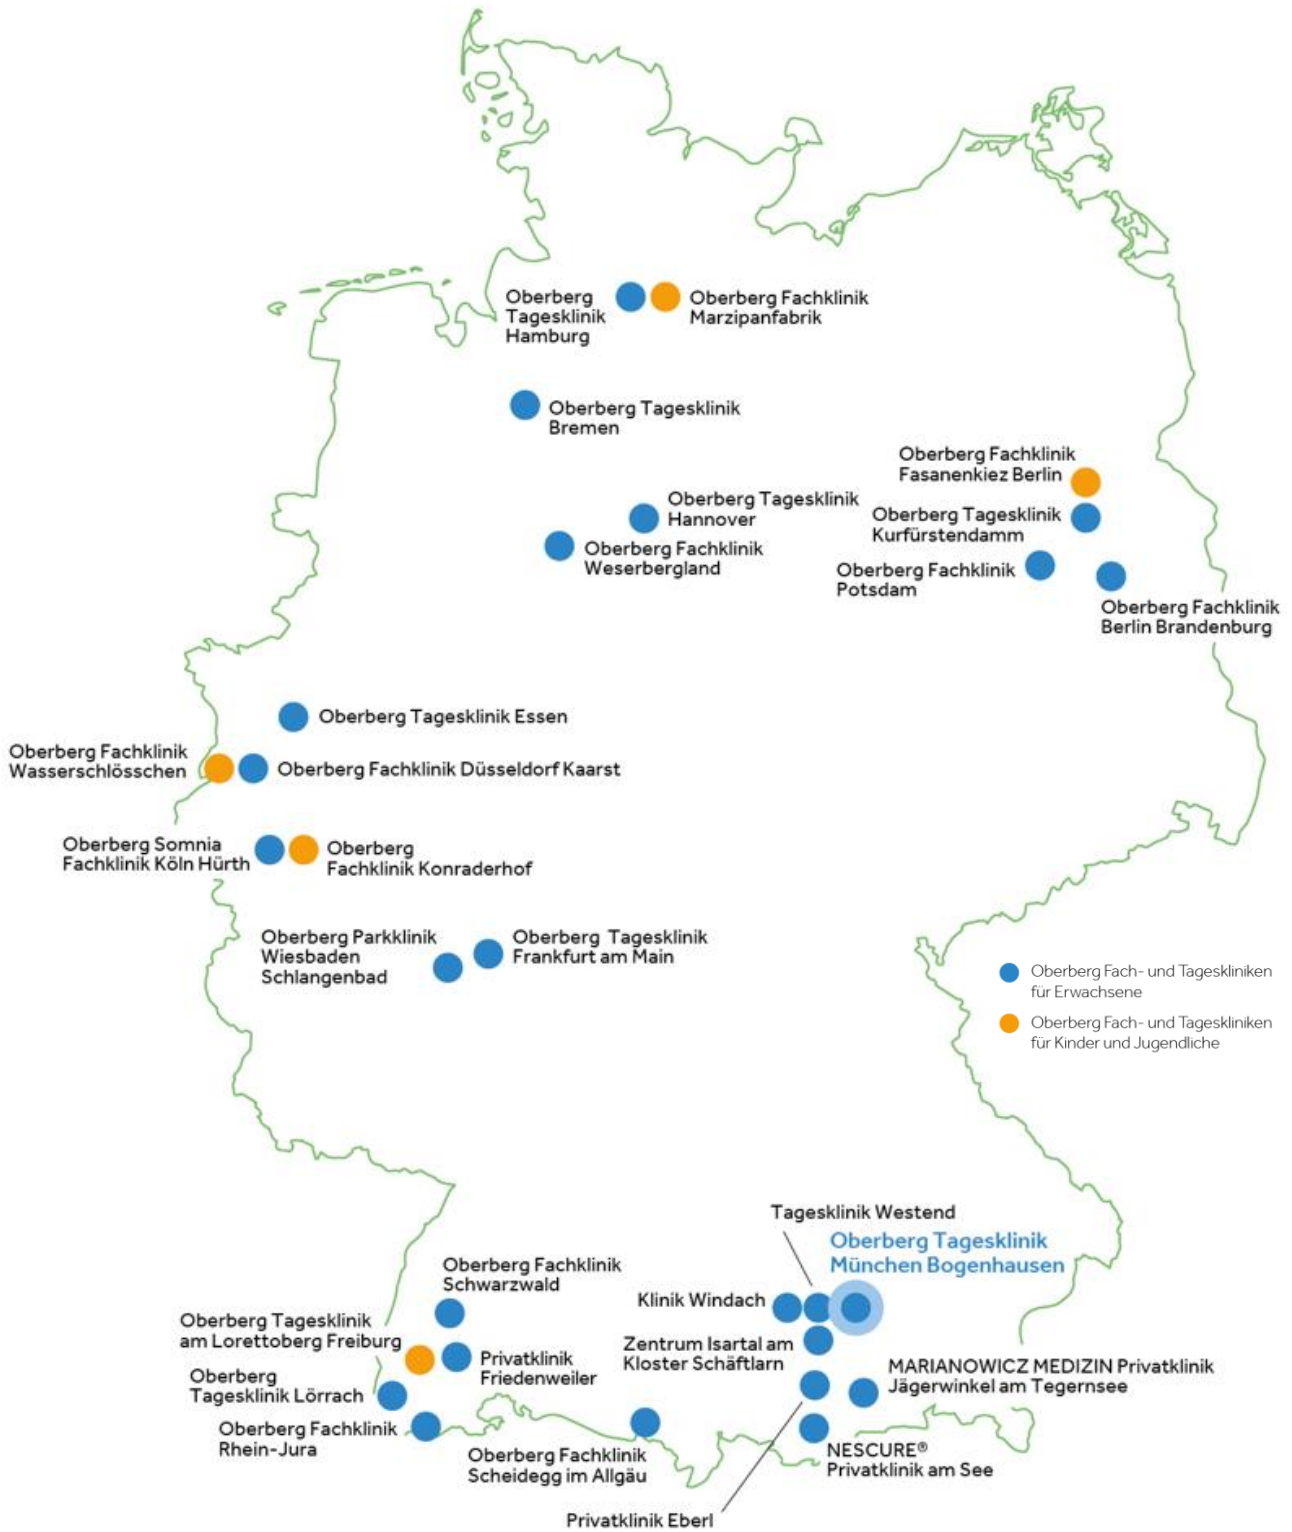 Oberberg
Tagesklinik
Hamburg
Oberberg Fachklinik
Marzipanfabrik
Oberberg Tagesklinik
Bremen
Oberberg Fachklinik
Fasanenkiez Berlin
Oberberg Tagesklinik
Hannover
Oberberg Tagesklinik
Kurfürstendamm
Oberberg Fachklinik
Weserbergland
Oberberg Fachklinik
Potsdam
Oberberg Fachklinik
Berlin Brandenburg
Oberberg Tagesklinik Essen
Oberberg Fachklinik
Wasserschlösschen
Oberberg Fachklinik Düsseldorf Kaarst
Oberberg Somnia
Fachklinik Köln Hürth
Oberberg
Fachklinik Konraderhof
Oberberg Parkklinik
Wiesbaden
Schlangenbad
Oberberg Tagesklinik
Frankfurt am Main
Oberberg Fach- und Tageskliniken
für Erwachsene
Oberberg Fach- und Tageskliniken
für Kinder und Jugendliche
Tagesklinik Westend
Oberberg Tagesklinik
München Bogenhausen
Oberberg Fachklinik
Schwarzwald
Klinik Windach
Oberberg Tagesklinik
am Lorettoberg Freiburg
Zentrum Isartal am
Kloster Schäftlarn
Privatklinik
Friedenweiler
MARIANOWICZ MEDIZIN Privatklinik
Jägerwinkel am Tegernsee
Oberberg
Tagesklinik Lörrach
Oberberg Fachklinik
Rhein-Jura
Oberberg Fachklinik
Scheidegg im Allgäu
NESCURE®
Privatklinik am See
Privatklinik Eberl